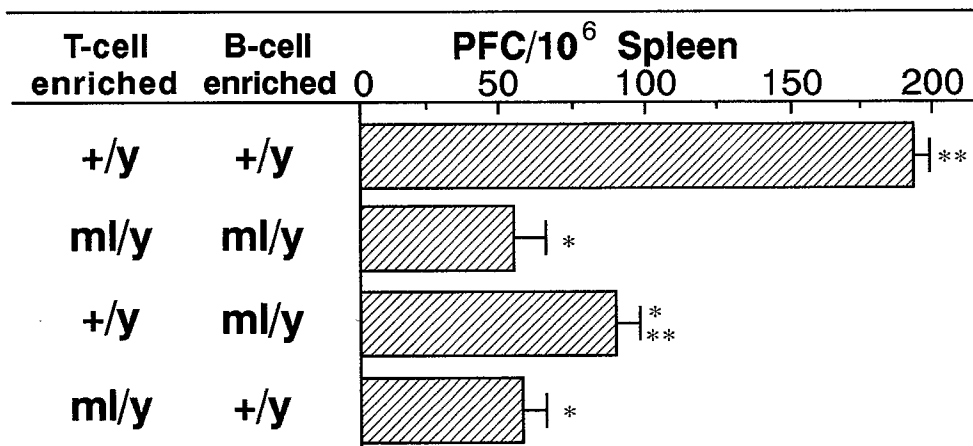 T-cell enriched B-cell enriched PFC/10⁶ Spleen
0 50 100 150 200
+/y +/y **
ml/y ml/y *
+/y ml/y * **
ml/y +/y *